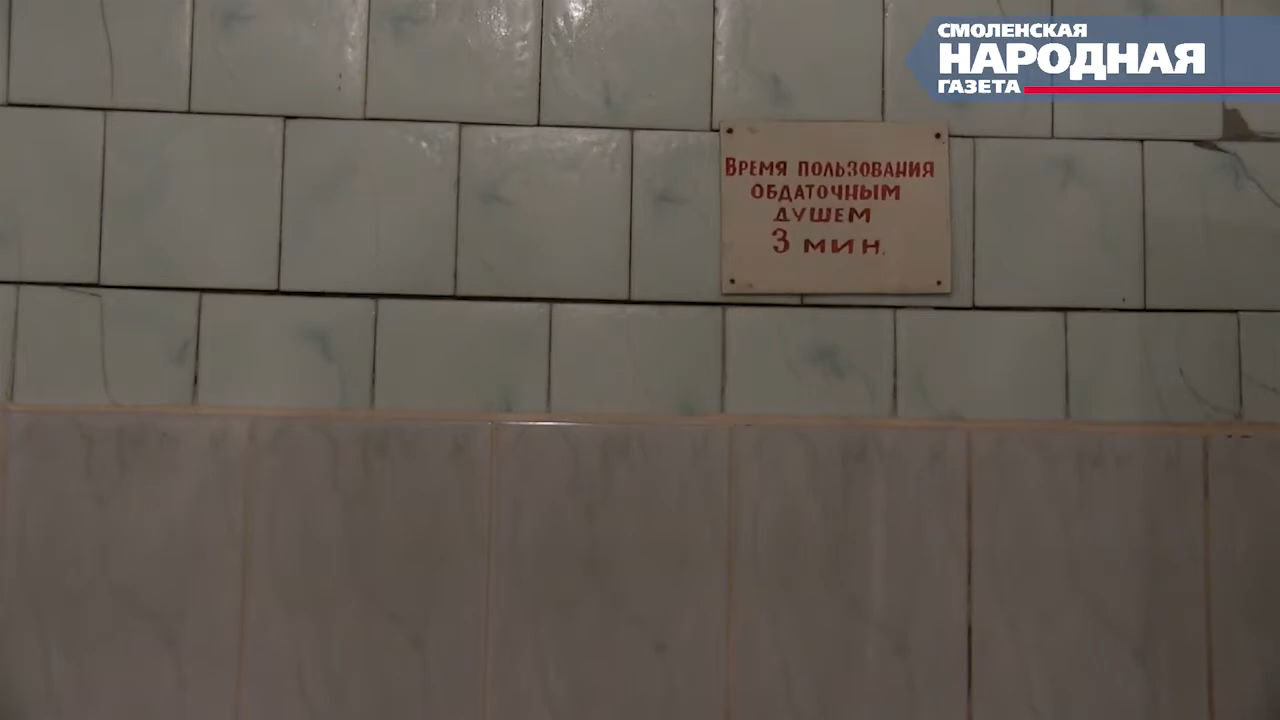 СМОЛЕНСКАЯ
НАРОДНАЯ
ГАЗЕТА
ВРЕМЯ ПОЛЬЗОВАНИЯ
ОБДАТОЧНЫМ
ДУШЕМ
3 МИН.